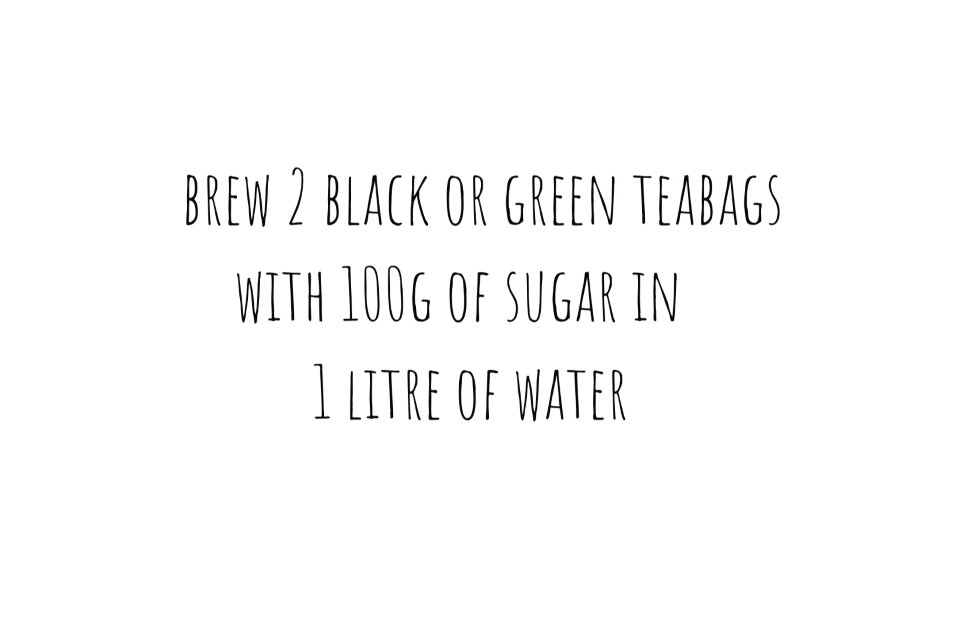 BREW 2 BLACK OR GREEN TEABAGS
WITH 100G OF SUGAR IN
1 LITRE OF WATER